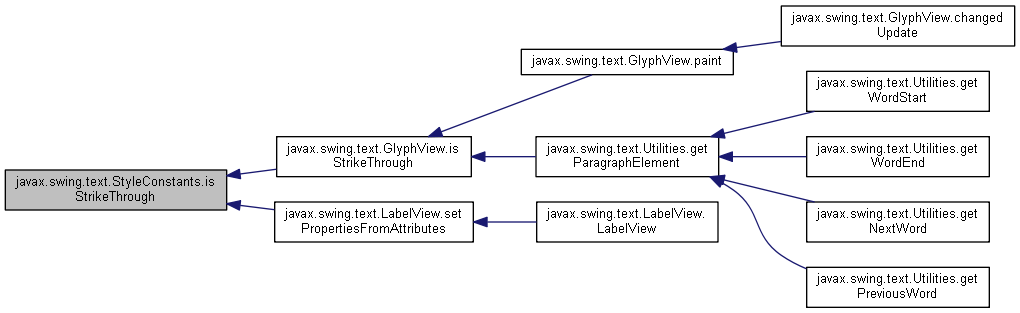 javax.swing.text.GlyphView.changed
Update
javax.swing.text.GlyphView.paint
javax.swing.text.Utilities.get
WordStart
javax.swing.text.GlyphView.is
StrikeThrough
javax.swing.text.Utilities.get
ParagraphElement
javax.swing.text.Utilities.get
WordEnd
javax.swing.text.StyleConstants.is
StrikeThrough
javax.swing.text.LabelView.set
PropertiesFromAttributes
javax.swing.text.LabelView.
LabelView
javax.swing.text.Utilities.get
NextWord
javax.swing.text.Utilities.get
PreviousWord